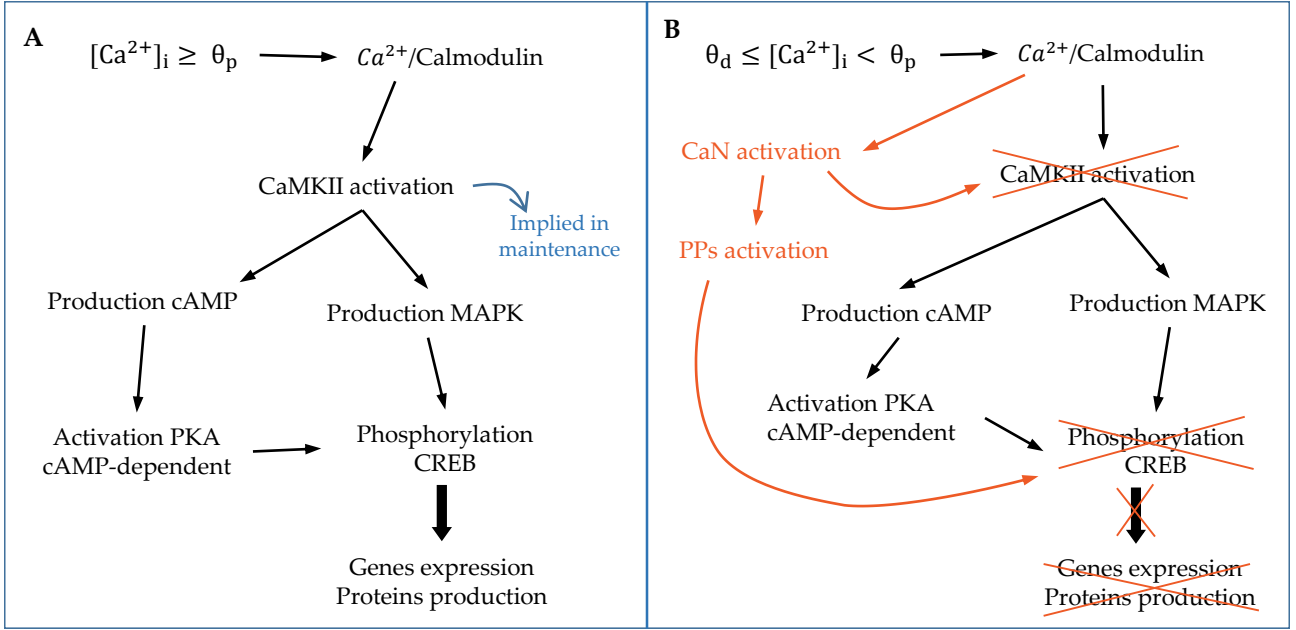 A
[Ca²⁺]ᵢ ≥ θₚ
Ca²⁺/Calmodulin
CaMKII activation
Implied in
maintenance
Production cAMP
Production MAPK
Activation PKA
cAMP-dependent
Phosphorylation
CREB
Genes expression
Proteins production
B
θ_d ≤ [Ca²⁺]ᵢ < θₚ
Ca²⁺/Calmodulin
CaN activation
CaMKII activation
PPs activation
Production cAMP
Production MAPK
Activation PKA
cAMP-dependent
Phosphorylation
CREB
Genes expression
Proteins production